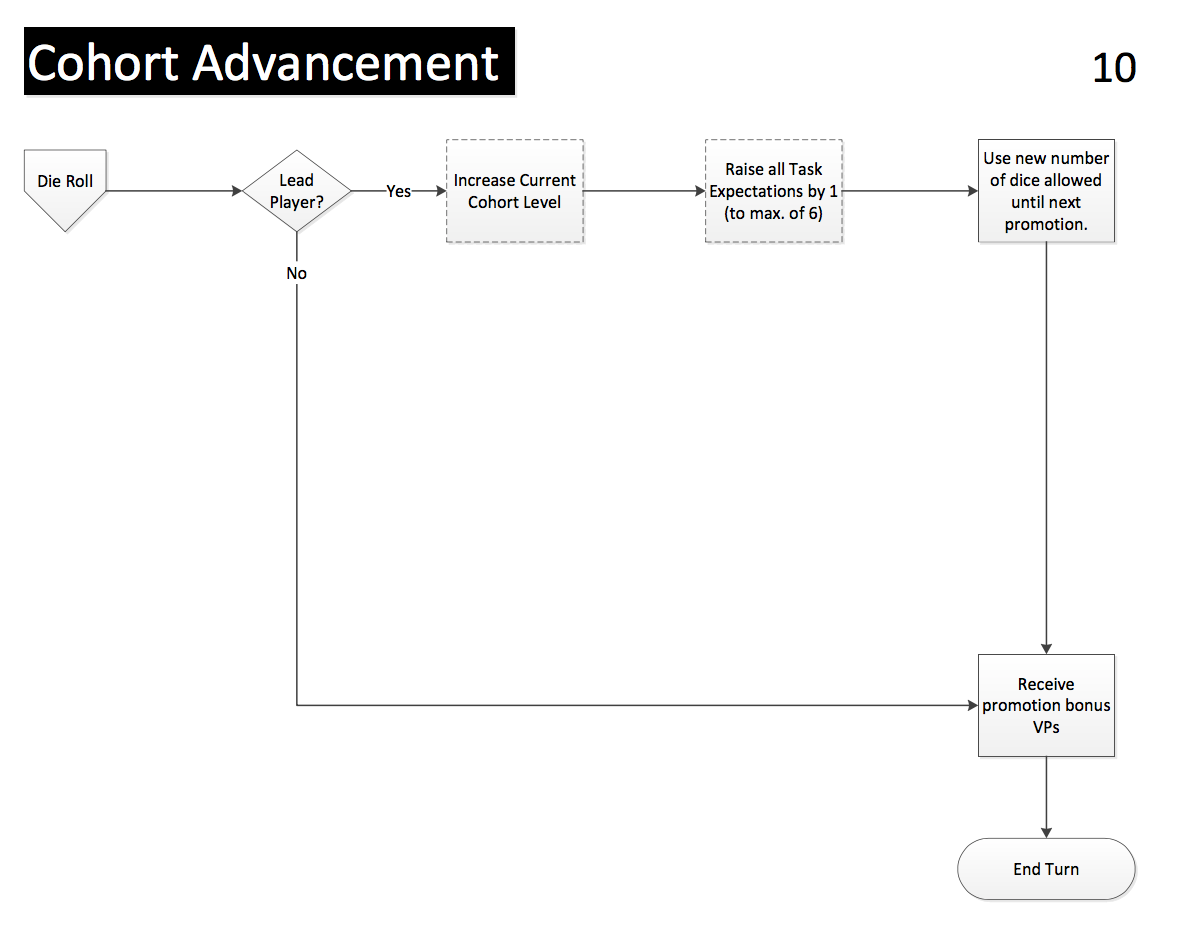 Cohort Advancement
10
Die Roll
Lead
Player?
Yes
Increase Current
Cohort Level
Raise all Task
Expectations by 1
(to max. of 6)
Use new number
of dice allowed
until next
promotion.
No
Receive
promotion bonus
VPs
End Turn